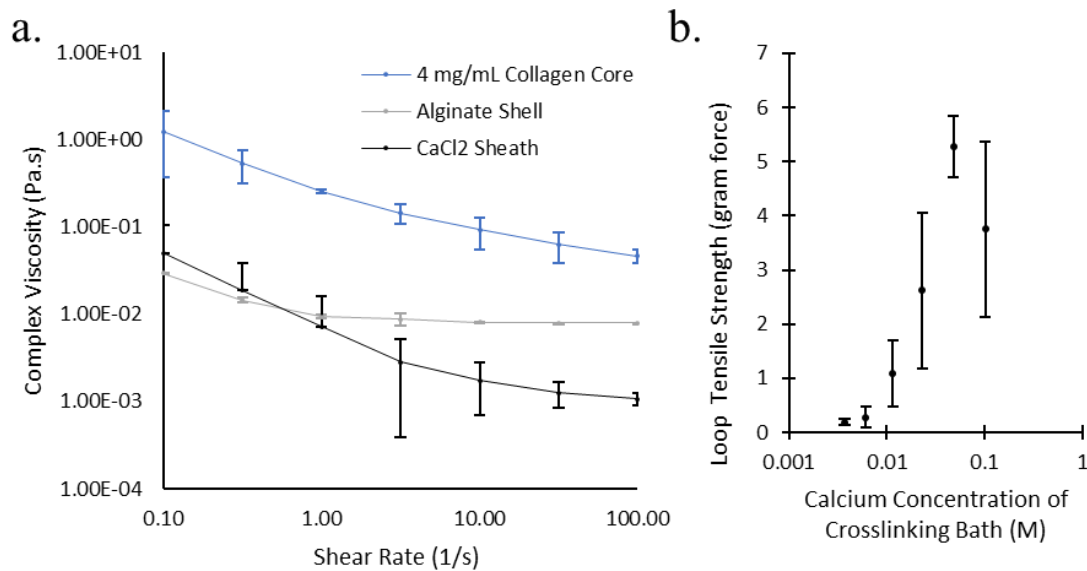 a.
1.00E+01
1.00E+00
1.00E-01
1.00E-02
1.00E-03
1.00E-04
Complex Viscosity (Pa.s)
4 mg/mL Collagen Core
Alginate Shell
CaCl2 Sheath
0.10
1.00
10.00
100.00
Shear Rate (1/s)
b.
7
6
5
4
3
2
1
0
Loop Tensile Strength (gram force)
0.001
0.01
0.1
1
Calcium Concentration of
Crosslinking Bath (M)